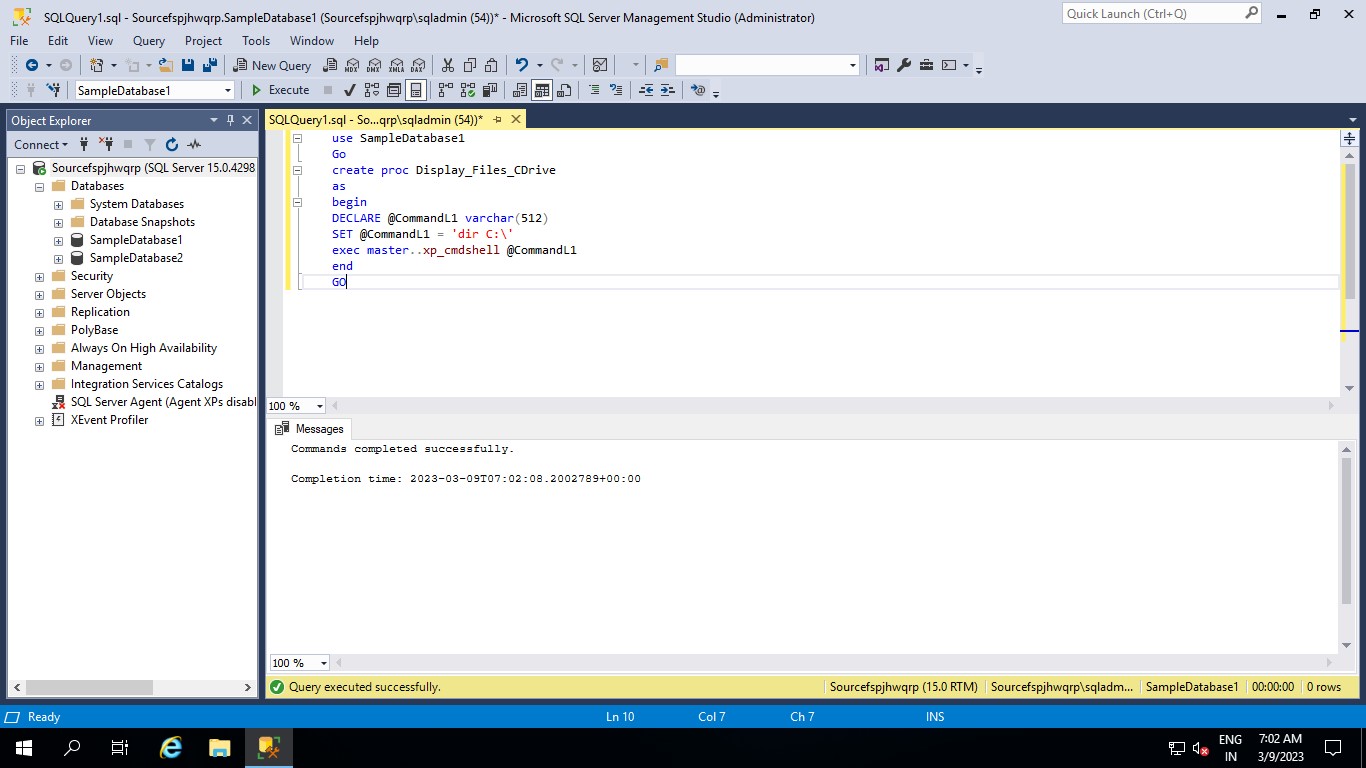 SQLQuery1.sql - Sourcefspjhwqrp.SampleDatabase1 (Sourcefspjhwqrp\sqladmin (54))* - Microsoft SQL Server Management Studio (Administrator)
Quick Launch (Ctrl+Q)
File Edit View Query Project Tools Window Help
New Query MDX DMX XMLA DAX
SampleDatabase1 Execute
Object Explorer
Connect
Sourcefspjhwqrp (SQL Server 15.0.4298
Databases
System Databases
Database Snapshots
SampleDatabase1
SampleDatabase2
Security
Server Objects
Replication
PolyBase
Always On High Availability
Management
Integration Services Catalogs
SQL Server Agent (Agent XPs disabl
XEvent Profiler
SQLQuery1.sql - So...qrp\sqladmin (54))*
use SampleDatabase1
Go
create proc Display_Files_CDrive
as
begin
DECLARE @CommandL1 varchar(512)
SET @CommandL1 = 'dir C:\'
exec master..xp_cmdshell @CommandL1
end
GO
100 %
Messages
Commands completed successfully.
Completion time: 2023-03-09T07:02:08.2002789+00:00
100 %
Query executed successfully. Sourcefspjhwqrp (15.0 RTM) Sourcefspjhwqrp\sqladm... SampleDatabase1 00:00:00 0 rows
Ready Ln 10 Col 7 Ch 7 INS
ENG
IN
7:02 AM
3/9/2023